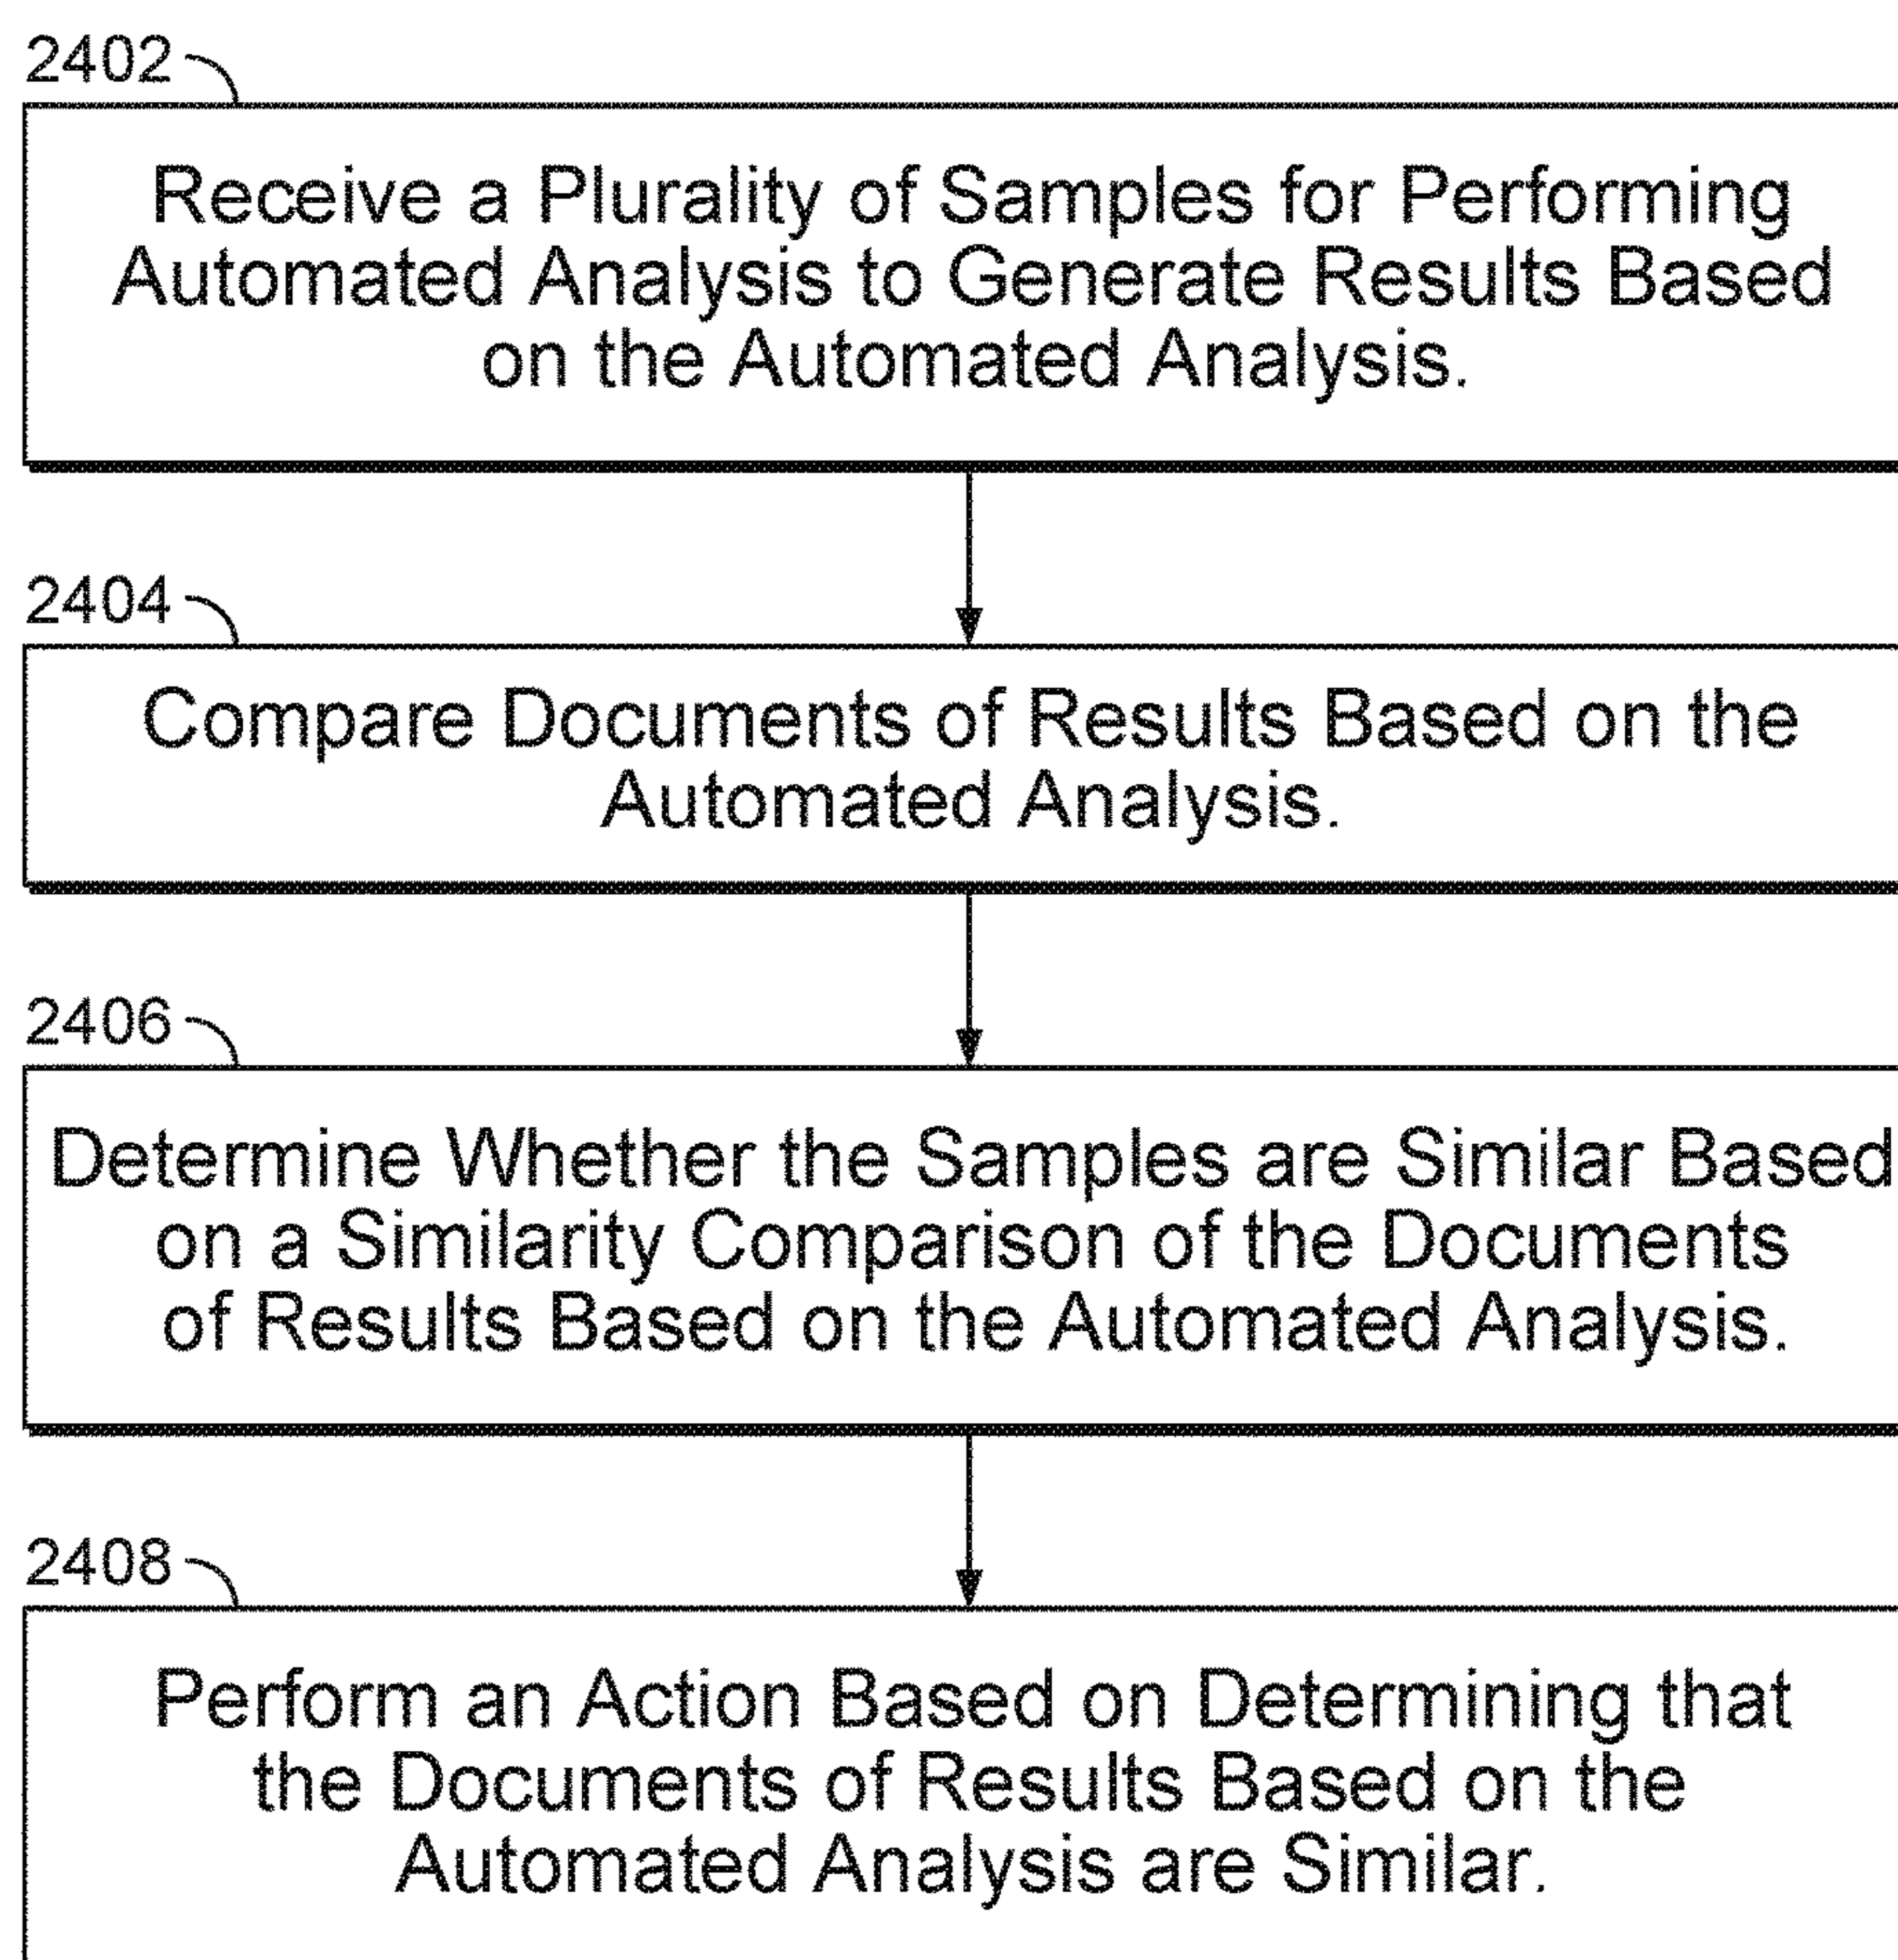 2402
Receive a Plurality of Samples for Performing
Automated Analysis to Generate Results Based
on the Automated Analysis.
2404
Compare Documents of Results Based on the
Automated Analysis.
2406
Determine Whether the Samples are Similar Based
on a Similarity Comparison of the Documents
of Results Based on the Automated Analysis.
2408
Perform an Action Based on Determining that
the Documents of Results Based on the
Automated Analysis are Similar.